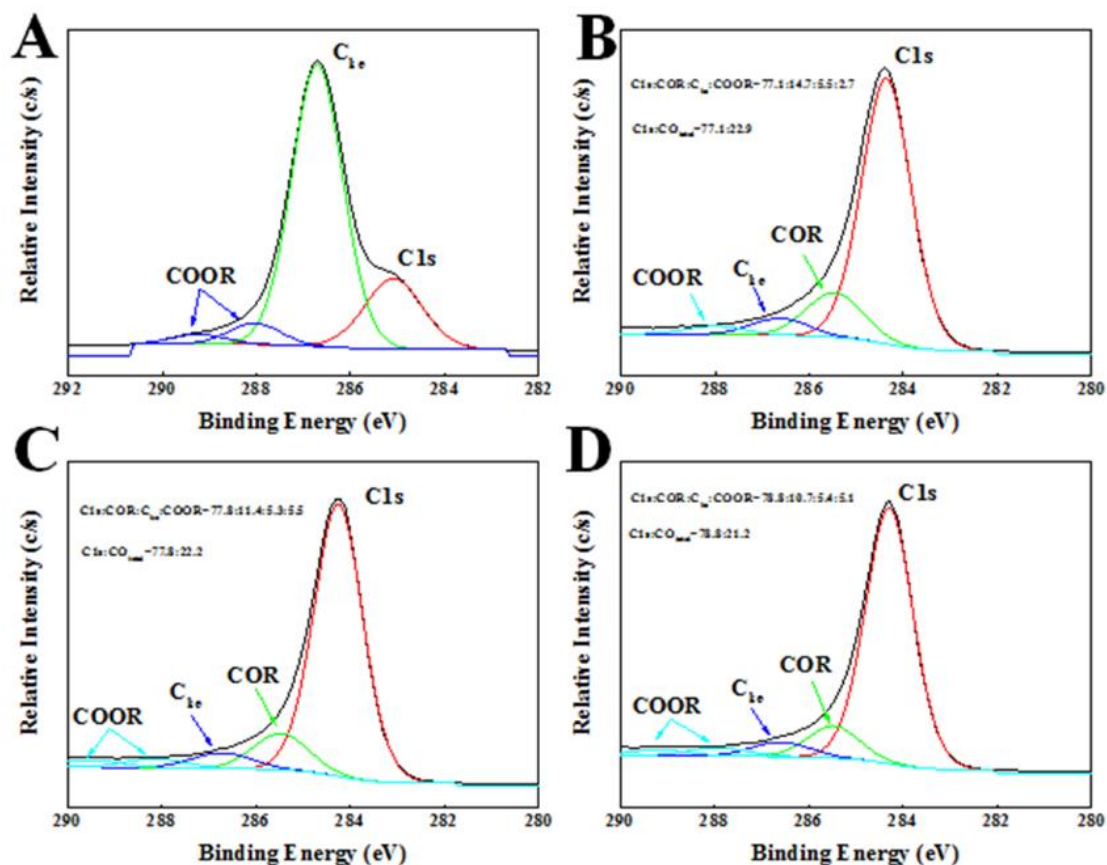 A
C1e
C1s
COOR
Relative Intensity (c/s)
292 290 288 286 284 282
Binding Energy (eV)
B
C1s
C1s:COR:C1e:COOR=77.1:14.7:5.5:2.7
C1s:COtotal=77.1:22.9
COR
C1e
COOR
Relative Intensity (c/s)
290 288 286 284 282 280
Binding Energy (eV)
C
C1s
C1s:COR:C1e:COOR=77.8:11.4:5.3:5.5
C1s:COtotal=77.8:22.2
COR
C1e
COOR
Relative Intensity (c/s)
290 288 286 284 282 280
Binding Energy (eV)
D
C1s
C1s:COR:C1e:COOR=78.8:10.7:5.4:5.1
C1s:COtotal=78.8:21.2
COR
C1e
COOR
Relative Intensity (c/s)
290 288 286 284 282 280
Binding Energy (eV)